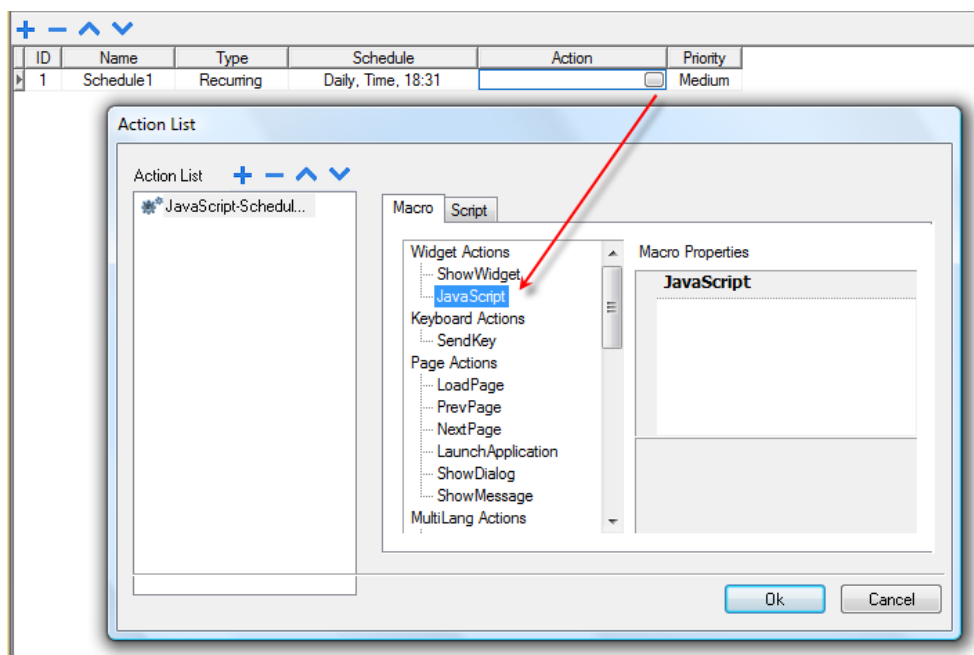 ID Name Type Schedule Action Priority
1 Schedule1 Recurring Daily, Time, 18:31 Medium
Action List
Action List
JavaScript-Schedul...
Macro Script
Widget Actions
ShowWidget
JavaScript
Keyboard Actions
SendKey
Page Actions
LoadPage
PrevPage
NextPage
LaunchApplication
ShowDialog
ShowMessage
MultiLang Actions
Macro Properties
JavaScript
Ok Cancel